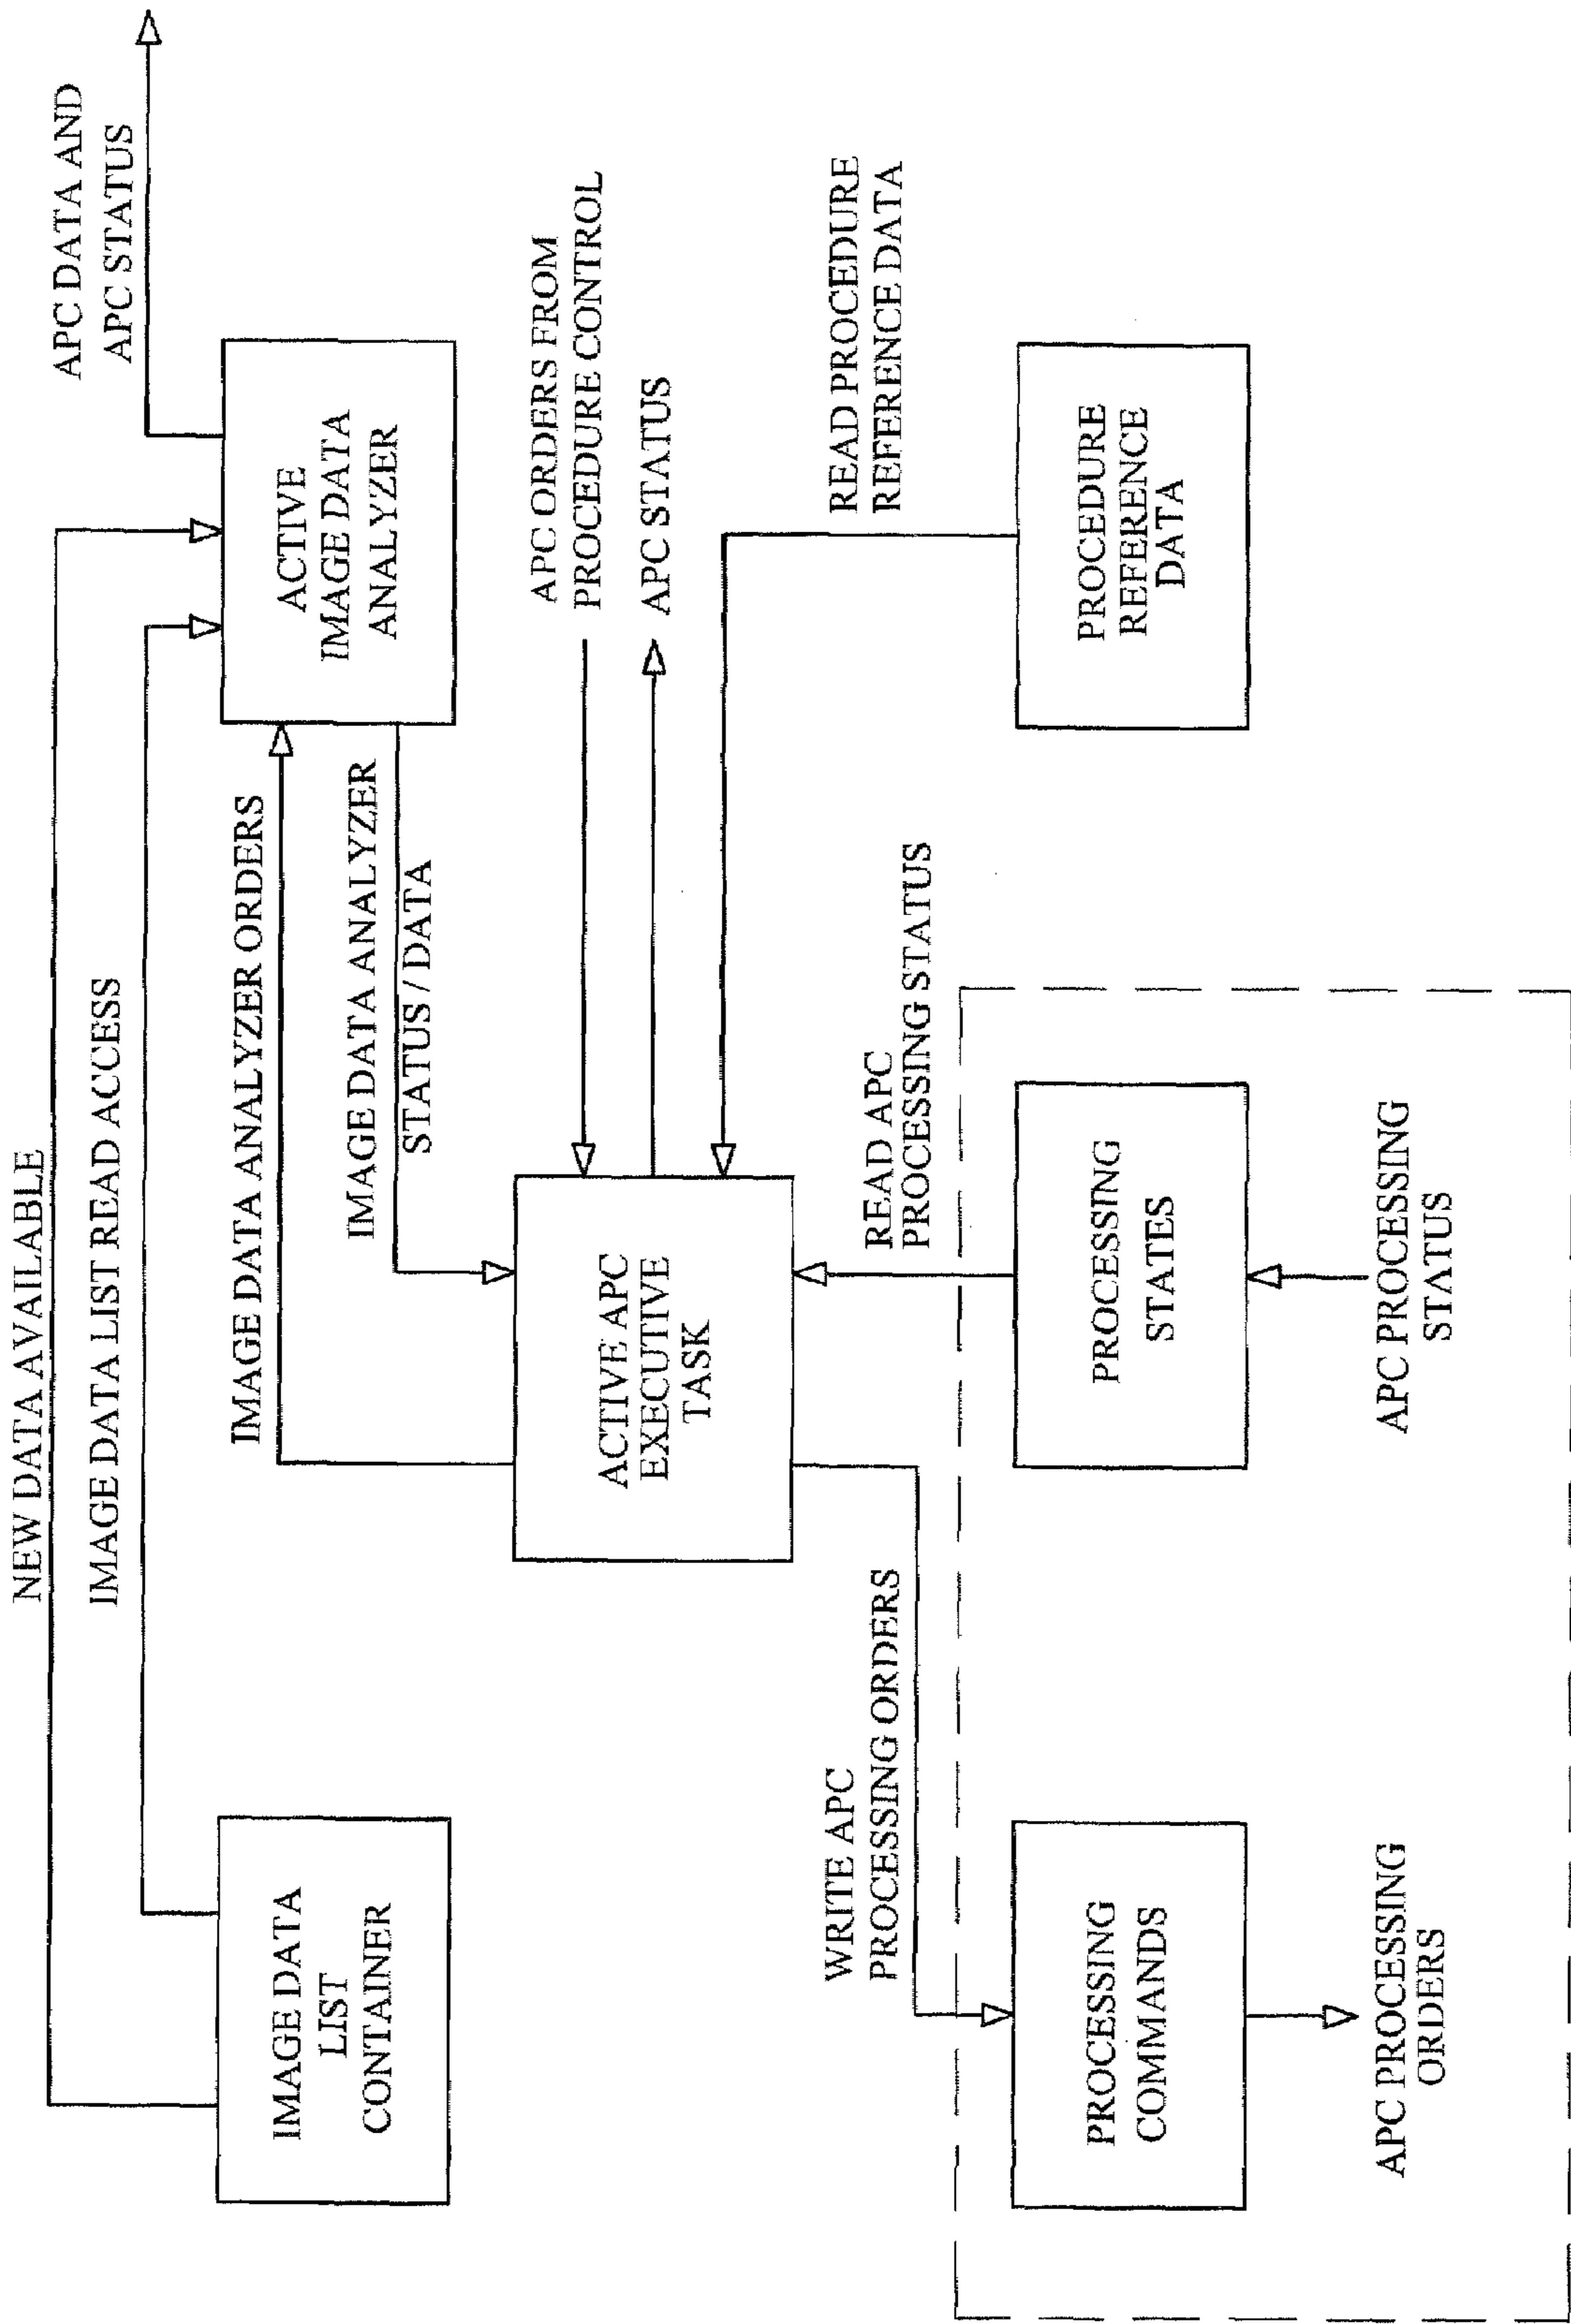 NEW DATA AVAILABLE
IMAGE DATA LIST READ ACCESS
APC DATA AND
APC STATUS
IMAGE DATA
LIST
CONTAINER
IMAGE DATA ANALYZER ORDERS
IMAGE DATA ANALYZER
STATUS / DATA
ACTIVE
IMAGE DATA
ANALYZER
ACTIVE APC
EXECUTIVE
TASK
APC ORDERS FROM
PROCEDURE CONTROL
APC STATUS
WRITE APC
PROCESSING ORDERS
READ APC
PROCESSING STATUS
READ PROCEDURE
REFERENCE DATA
PROCESSING
COMMANDS
PROCESSING
STATES
PROCEDURE
REFERENCE
DATA
APC PROCESSING
ORDERS
APC PROCESSING
STATUS